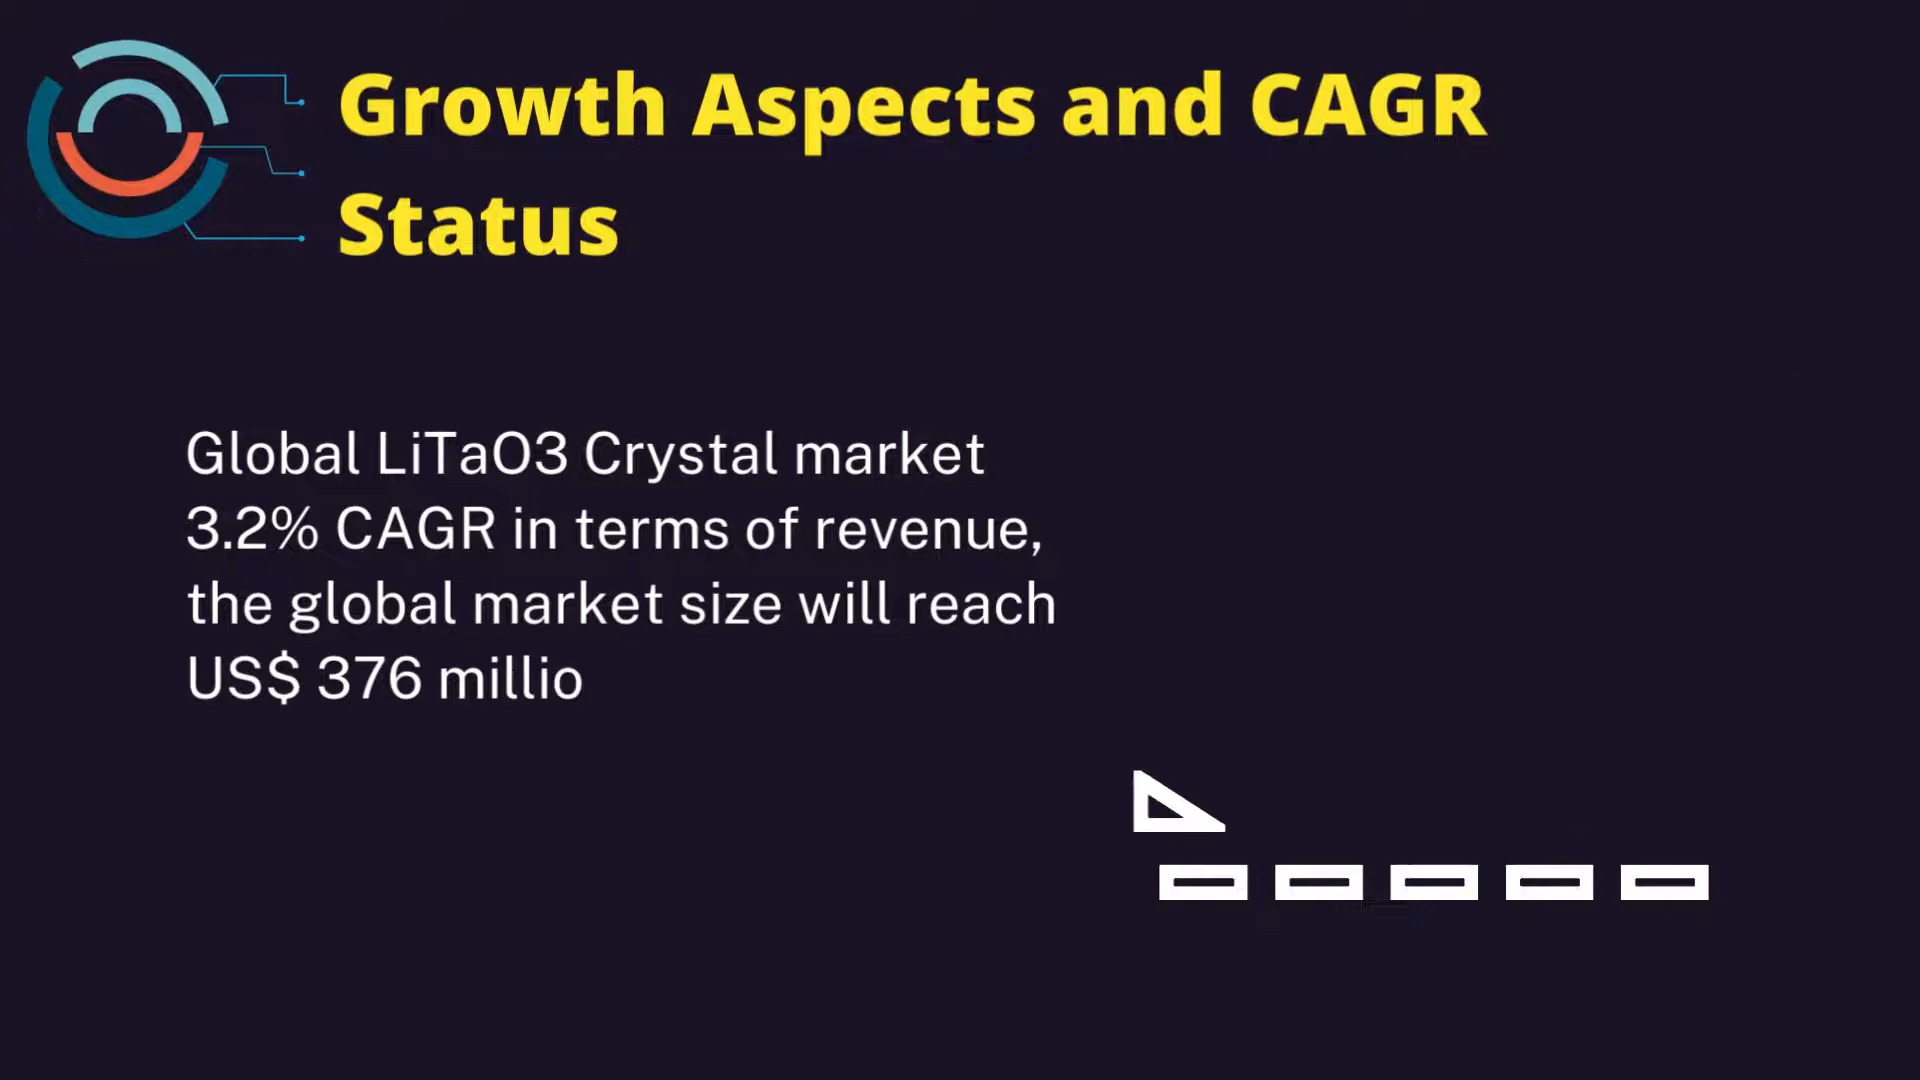 Growth Aspects and CAGR
Status
Global LiTaO3 Crystal market
3.2% CAGR in terms of revenue,
the global market size will reach
US$ 376 millio